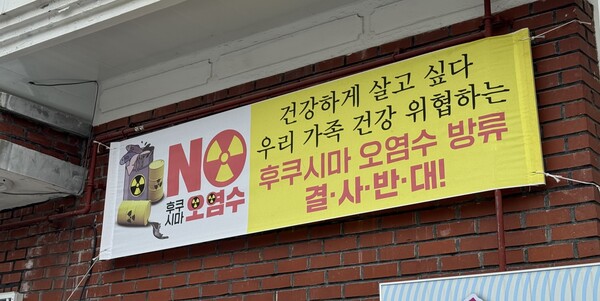 NO
후쿠
시마 오염수
건강하게 살고 싶다
우리 가족 건강 위협하는
후쿠시마 오염수 방류
결·사·반·대!